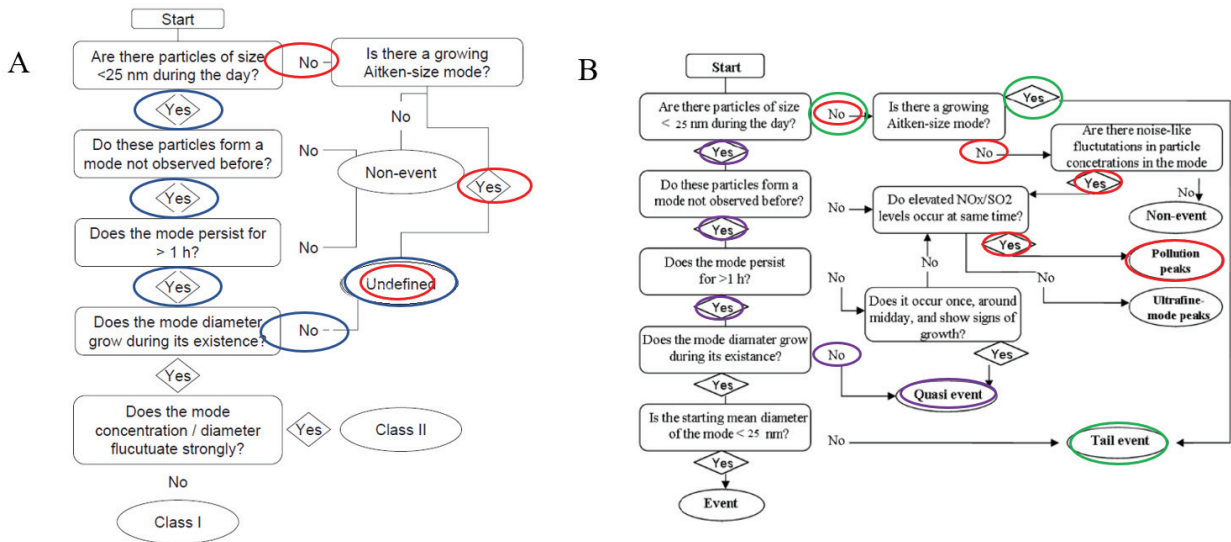 A
Start
Are there particles of size
<25 nm during the day?
No
Is there a growing
Aitken-size mode?
Yes
No
Do these particles form a
mode not observed before?
No
Non-event
Yes
Yes
Does the mode persist for
> 1 h?
No
Yes
Undefined
Does the mode diameter
grow during its existence?
No
Yes
Does the mode
concentration / diameter
flucutuate strongly?
Yes
Class II
No
Class I
B
Start
Are there particles of size
< 25 nm during the day?
No
Is there a growing
Aitken-size mode?
Yes
Yes
No
Are there noise-like
fluctutations in particle
concetrations in the mode
Yes
No
Non-event
Do these particles form a
mode not observed before?
No
Do elevated NOx/SO2
levels occur at same time?
Yes
Yes
Pollution
peaks
No
No
Ultrafine-
mode peaks
Does the mode persist
for >1 h?
No
Does it occur once, around
midday, and show signs of
growth?
Yes
Yes
Does the mode diamater grow
during its existance?
No
Quasi event
Yes
Is the starting mean diameter
of the mode < 25 nm?
No
Tail event
Yes
Event